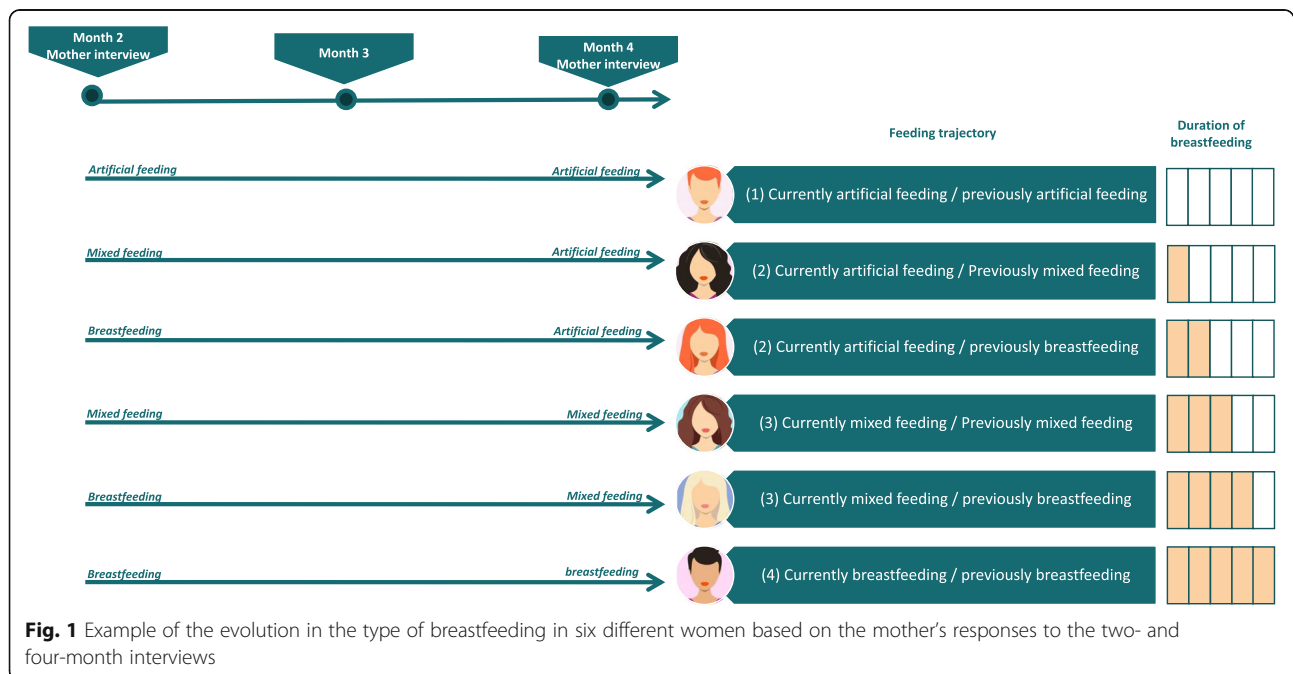 Month 2
Mother interview
Month 3
Month 4
Mother interview
Feeding trajectory
Duration of
breastfeeding
Artificial feeding
Artificial feeding
(1) Currently artificial feeding / previously artificial feeding
Mixed feeding
Artificial feeding
(2) Currently artificial feeding / Previously mixed feeding
Breastfeeding
Artificial feeding
(2) Currently artificial feeding / previously breastfeeding
Mixed feeding
Mixed feeding
(3) Currently mixed feeding / Previously mixed feeding
Breastfeeding
Mixed feeding
(3) Currently mixed feeding / previously breastfeeding
Breastfeeding
breastfeeding
(4) Currently breastfeeding / previously breastfeeding
Fig. 1 Example of the evolution in the type of breastfeeding in six different women based on the mother's responses to the two- and
four-month interviews